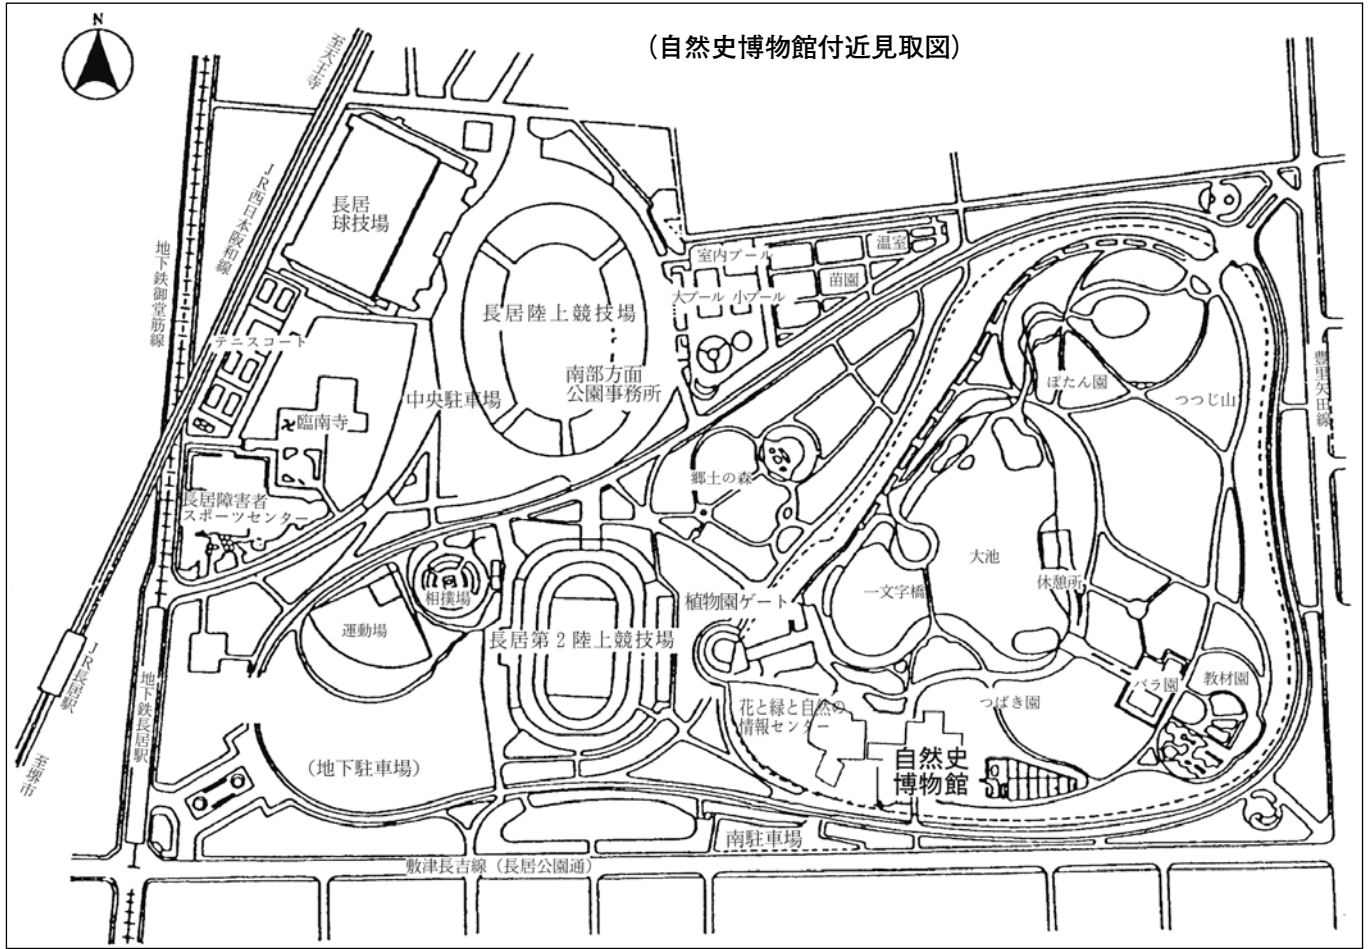 N
(自然史博物館付近見取図)
至天王寺
JR西日本阪和線
地下鉄御堂筋線
長居
球技場
室内プール
温室
苗園
大プール
小プール
長居陸上競技場
テニスコート
南部方面
公園事務所
中央駐車場
豊里矢田線
ぼたん園
つつじ山
卍臨南寺
郷土の森
長居障害者
スポーツセンター
大池
休憩所
一文字橋
相撲場
植物園ゲート
運動場
長居第2陸上競技場
JR長居駅
地下鉄長居駅
バラ園
教材園
つばき園
花と緑と自然の
情報センター
自然史
博物館
(地下駐車場)
至堺市
南駐車場
敷津長吉線(長居公園通)